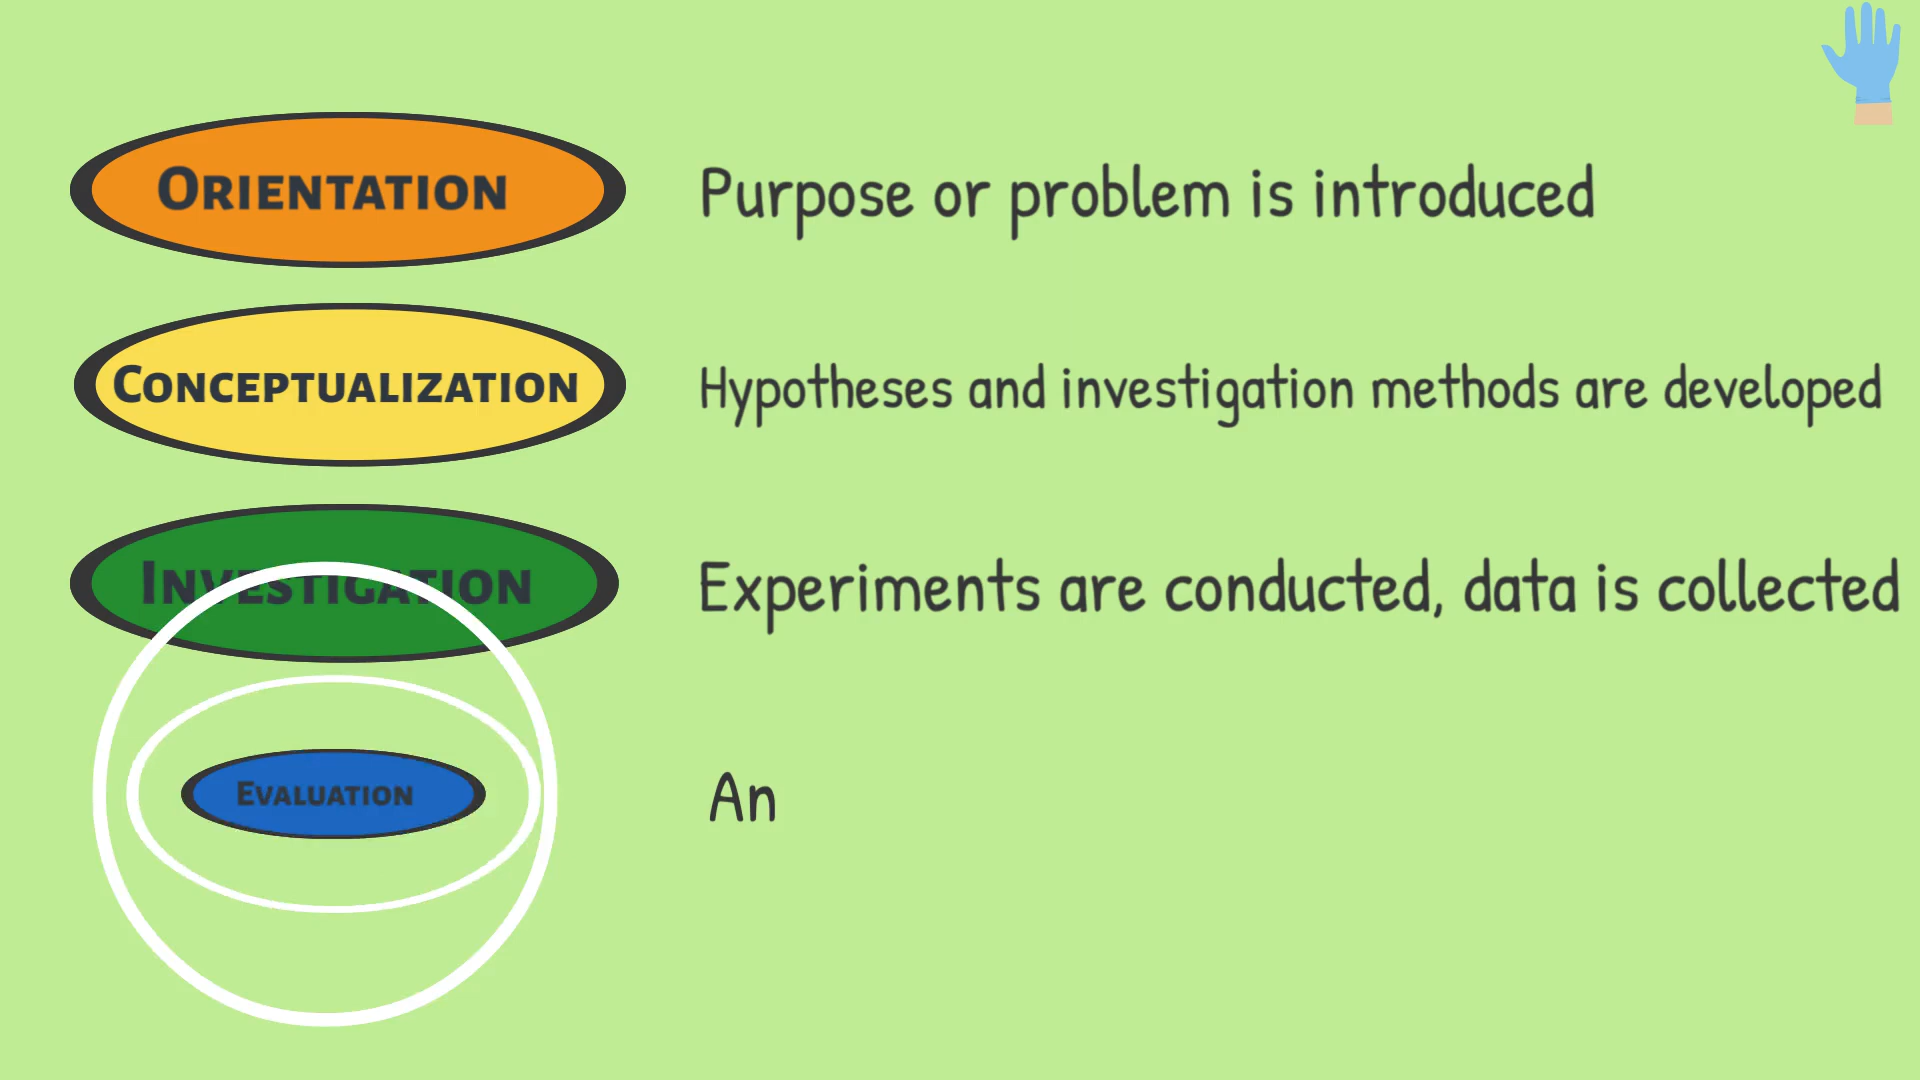 Orientation
Purpose or problem is introduced
Conceptualization
Hypotheses and investigation methods are developed
Investigation
Experiments are conducted, data is collected
Evaluation
An